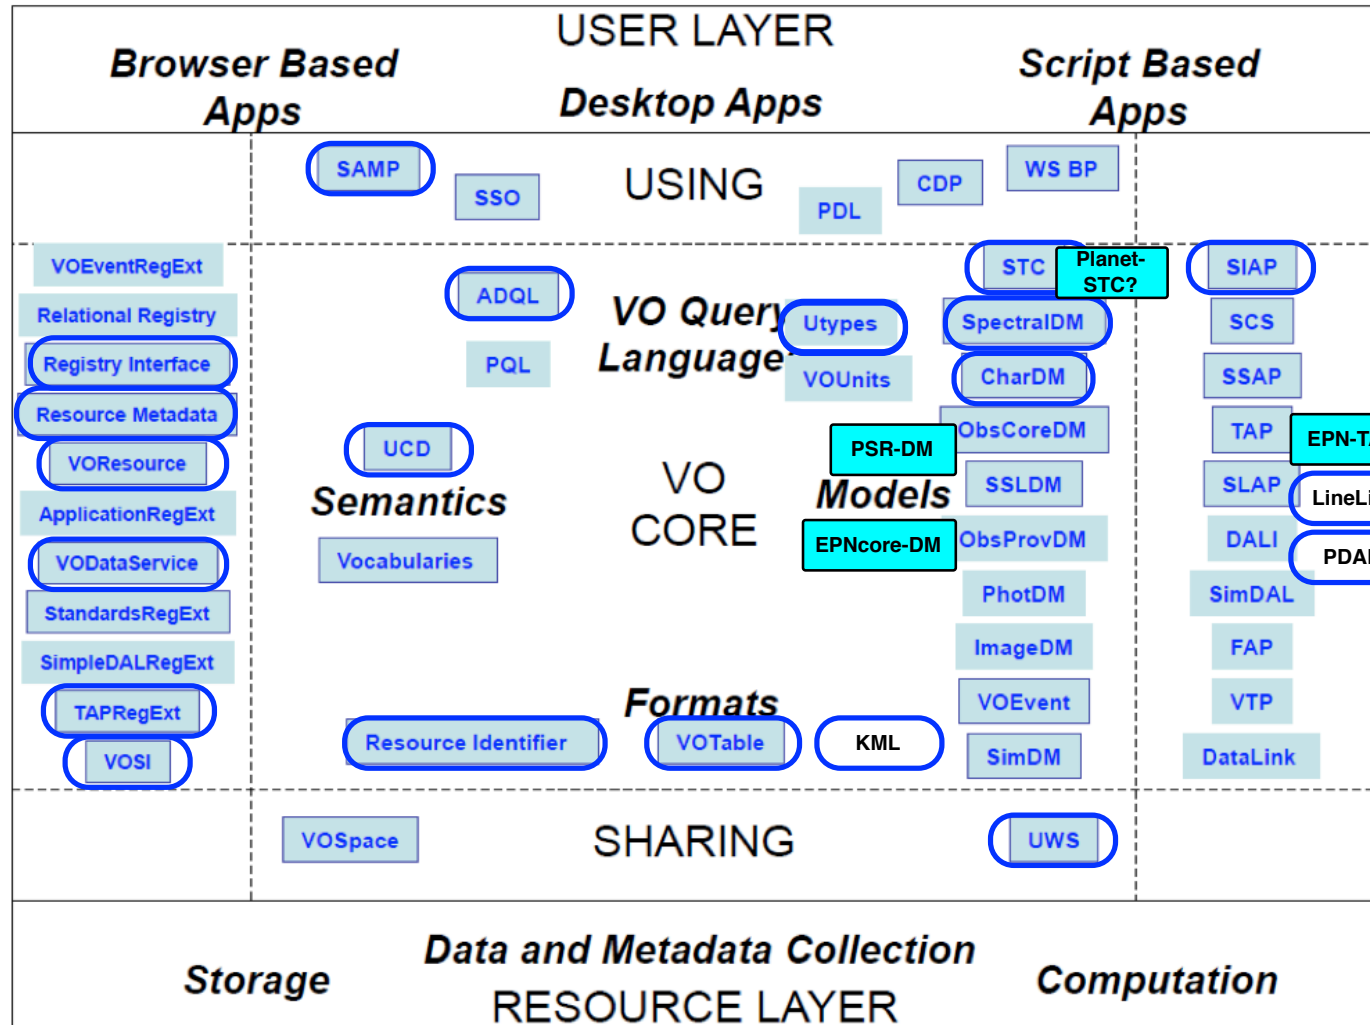 USER LAYER
Browser Based
Apps
Desktop Apps
Script Based
Apps
SAMP
SSO
USING
PDL
CDP
WS BP
VOEventRegExt
Relational Registry
Registry Interface
Resource Metadata
VOResource
ApplicationRegExt
VODataService
StandardsRegExt
SimpleDALRegExt
TAPRegExt
VOSI
ADQL
PQL
VO Query
Language
UCD
Semantics
Vocabularies
VO
CORE
Utypes
VOUnits
PSR-DM
Models
EPNcore-DM
Formats
Resource Identifier
VOTable
KML
STC
Planet-
STC?
SpectralDM
CharDM
ObsCoreDM
SSLDM
ObsProvDM
PhotDM
ImageDM
VOEvent
SimDM
SIAP
SCS
SSAP
TAP
EPN-T
SLAP
LineLi
DALI
PDA
SimDAL
FAP
VTP
DataLink
VOSpace
SHARING
UWS
Storage
Data and Metadata Collection
RESOURCE LAYER
Computation